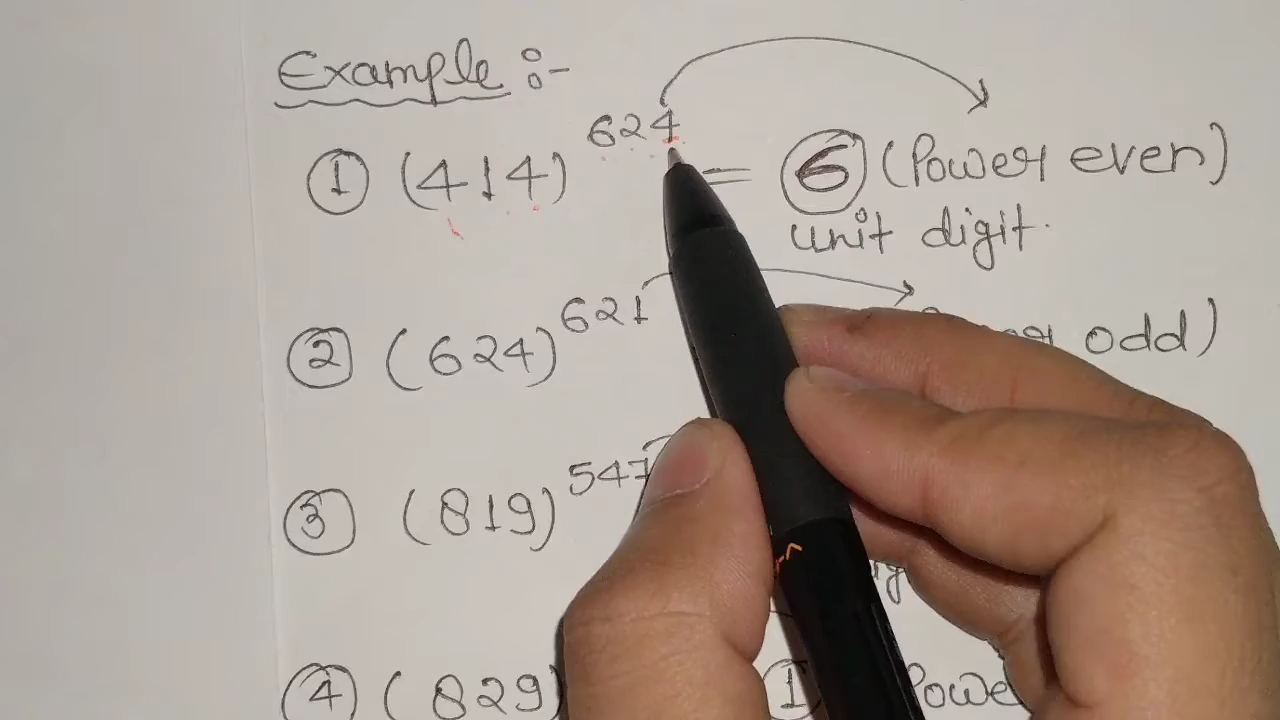 Example :-
① (414)^624 = ⑥ (Power even)
unit digit.
② (624)^621 odd)
③ (819)^547
④ (829) ① Powe